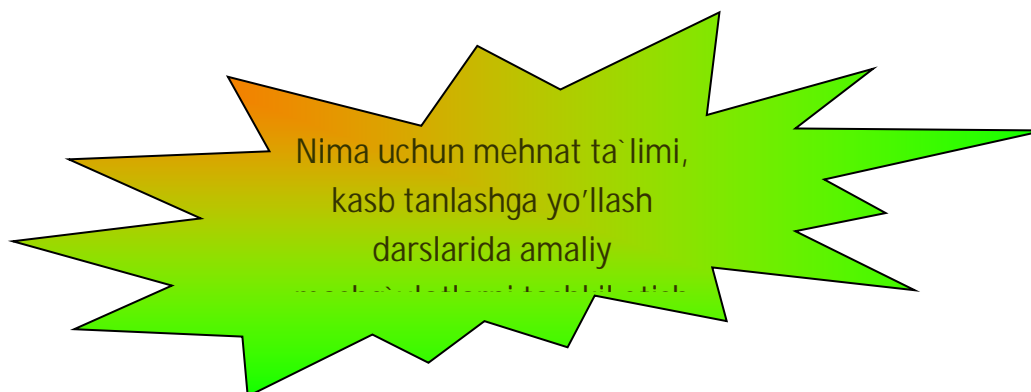 Nima uchun mehnat ta`limi,
kasb tanlashga yo’llash
darslarida amaliy